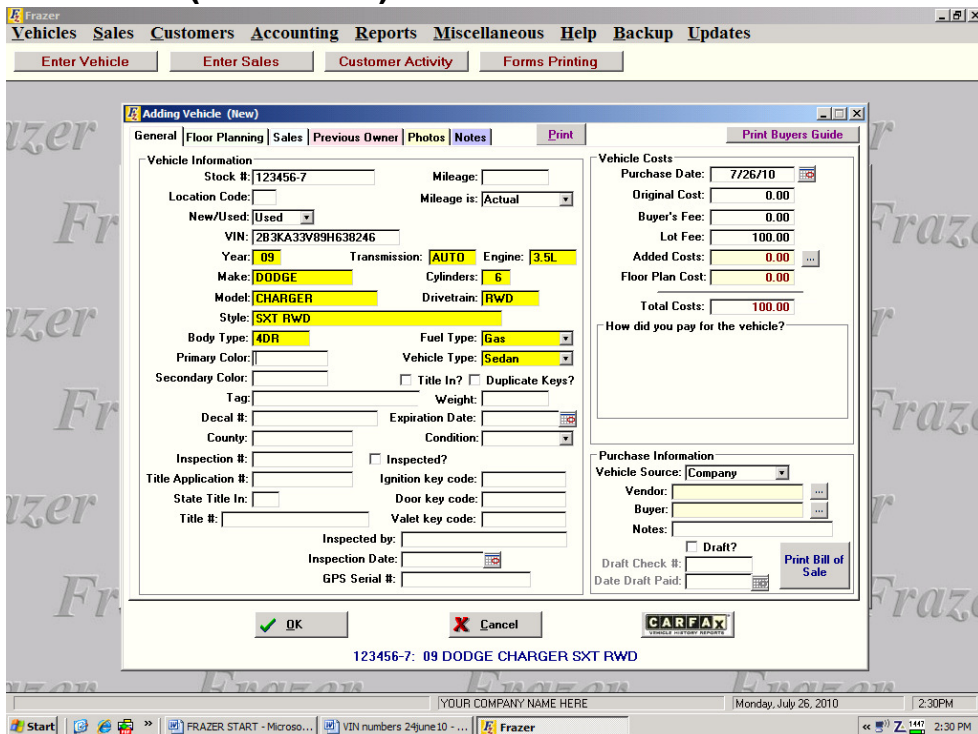 Frazer
Vehicles Sales Customers Accounting Reports Miscellaneous Help Backup Updates
Enter Vehicle Enter Sales Customer Activity Forms Printing
Adding Vehicle (New)
General Floor Planning Sales Previous Owner Photos Notes Print Print Buyers Guide
Vehicle Information
Stock #: 123456-7 Mileage:
Location Code: Mileage is: Actual
New/Used: Used
VIN: 2B3KA33V89H638246
Year: 09 Transmission: AUTO Engine: 3.5L
Make: DODGE Cylinders: 6
Model: CHARGER Drivetrain: RWD
Style: SXT RWD
Body Type: 4DR Fuel Type: Gas
Primary Color: Vehicle Type: Sedan
Secondary Color: Title In? Duplicate Keys?
Tag: Weight:
Decal #: Expiration Date:
County: Condition:
Inspection #: Inspected?
Title Application #: Ignition key code:
State Title In: Door key code:
Title #: Valet key code:
Inspected by:
Inspection Date:
GPS Serial #:
Vehicle Costs
Purchase Date: 7/26/10
Original Cost: 0.00
Buyer's Fee: 0.00
Lot Fee: 100.00
Added Costs: 0.00 ...
Floor Plan Cost: 0.00
Total Costs: 100.00
How did you pay for the vehicle?
Purchase Information
Vehicle Source: Company
Vendor: ...
Buyer: ...
Notes:
Draft?
Draft Check #:
Date Draft Paid:
Print Bill of
Sale
OK Cancel CARFAX
VEHICLE HISTORY REPORTS
123456-7: 09 DODGE CHARGER SXT RWD
YOUR COMPANY NAME HERE Monday, July 26, 2010 2:30PM
Start » FRAZER START - Microso... VIN numbers 24june10 - ... Frazer « Z 1447 2:30 PM